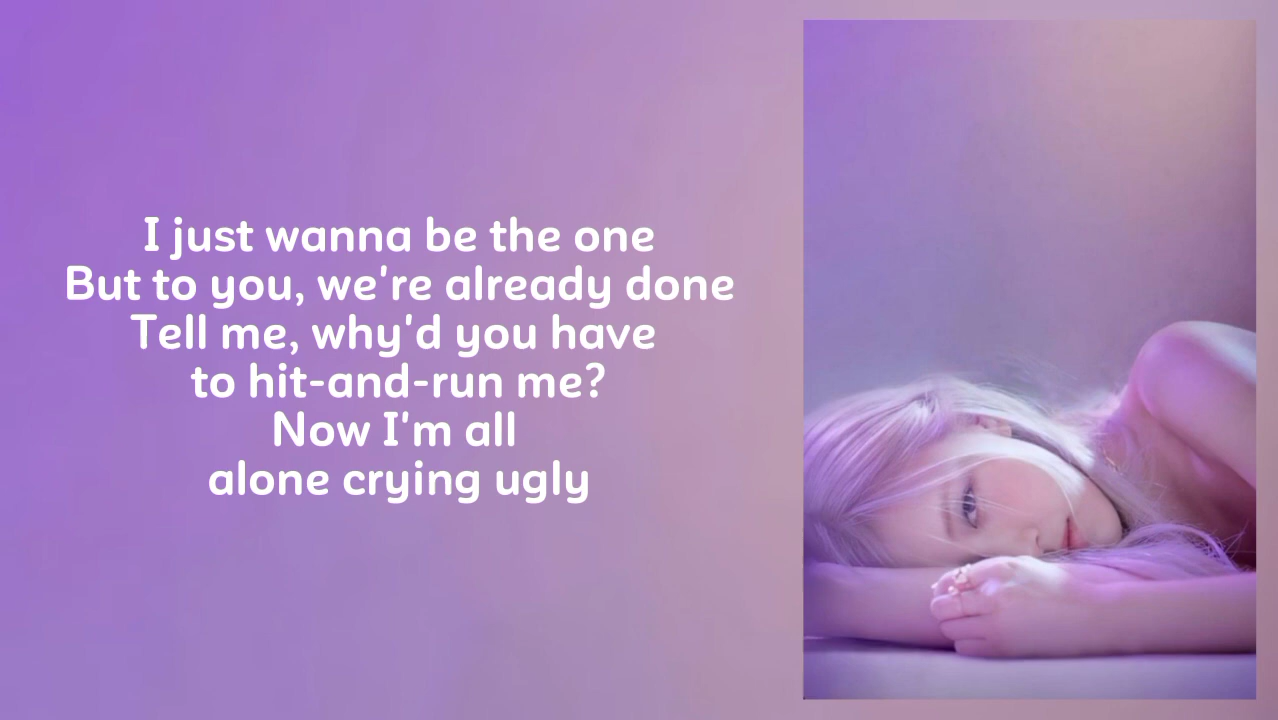 I just wanna be the one
But to you, we're already done
Tell me, why'd you have
to hit-and-run me?
Now I'm all
alone crying ugly